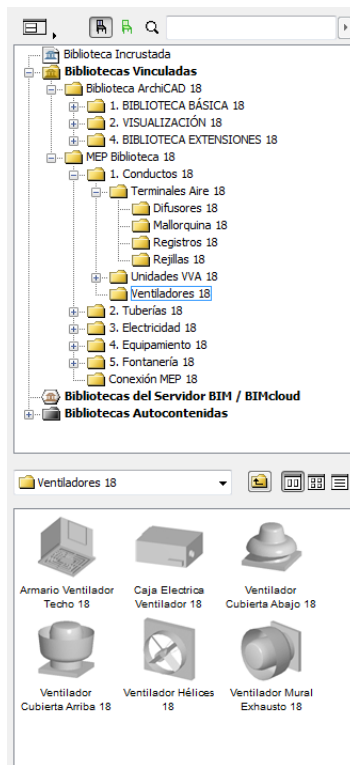 Biblioteca Incrustada
Bibliotecas Vinculadas
Biblioteca ArchiCAD 18
1. BIBLIOTECA BÁSICA 18
2. VISUALIZACIÓN 18
4. BIBLIOTECA EXTENSIONES 18
MEP Biblioteca 18
1. Conductos 18
Terminales Aire 18
Difusores 18
Mallorquina 18
Registros 18
Rejillas 18
Unidades VVA 18
Ventiladores 18
2. Tuberías 18
3. Electricidad 18
4. Equipamiento 18
5. Fontanería 18
Conexión MEP 18
Bibliotecas del Servidor BIM / BIMcloud
Bibliotecas Autocontenidas
Ventiladores 18
Armario Ventilador
Techo 18
Caja Electrica
Ventilador 18
Ventilador
Cubierta Abajo 18
Ventilador
Cubierta Arriba 18
Ventilador Hélices
18
Ventilador Mural
Exhausto 18